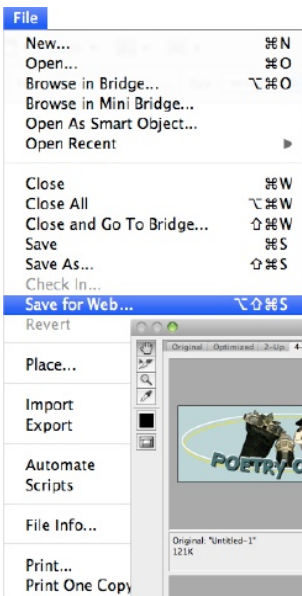 File
New... ⌘N
Open... ⌘O
Browse in Bridge... ⌥⌘O
Browse in Mini Bridge...
Open As Smart Object...
Open Recent ▶
Close ⌘W
Close All ⌥⌘W
Close and Go To Bridge... ⇧⌘W
Save ⌘S
Save As... ⇧⌘S
Check In...
Save for Web... ⌥⇧⌘S
Revert
Original Optimized 2-Up 4-
Place...
Import
Export
POETRY
Automate
Scripts
File Info...
Original: "Untitled-1"
121K
Print...
Print One Copy